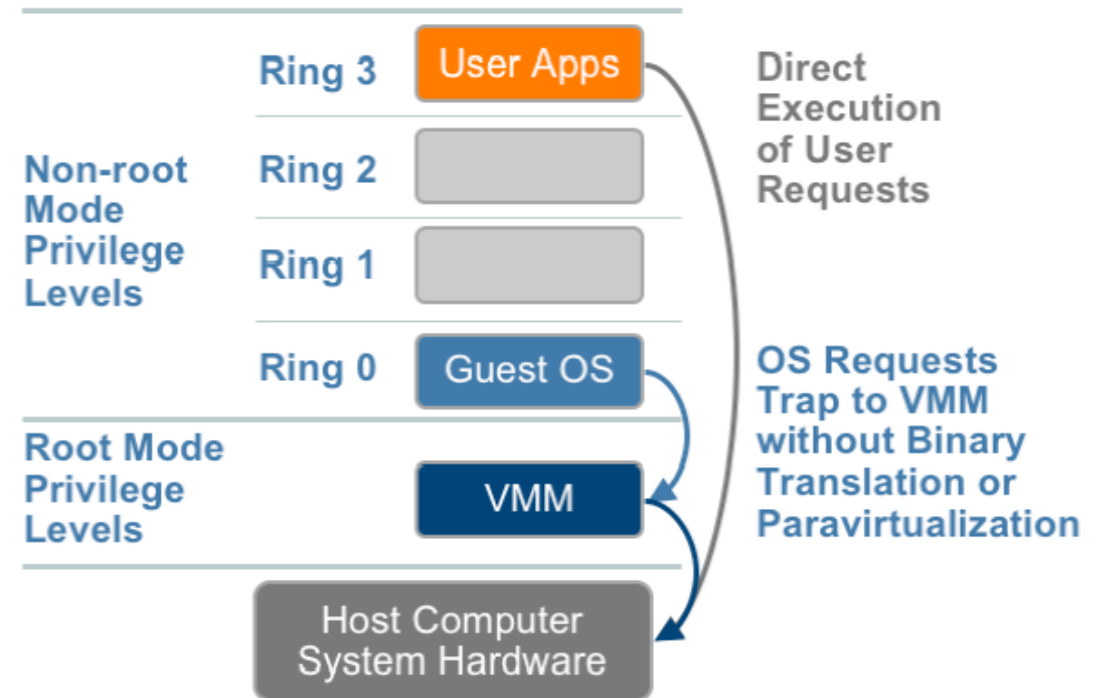 Ring 3
User Apps
Direct
Execution
of User
Requests
Non-root
Mode
Privilege
Levels
Ring 2
Ring 1
Ring 0
Guest OS
OS Requests
Trap to VMM
without Binary
Translation or
Paravirtualization
Root Mode
Privilege
Levels
VMM
Host Computer
System Hardware